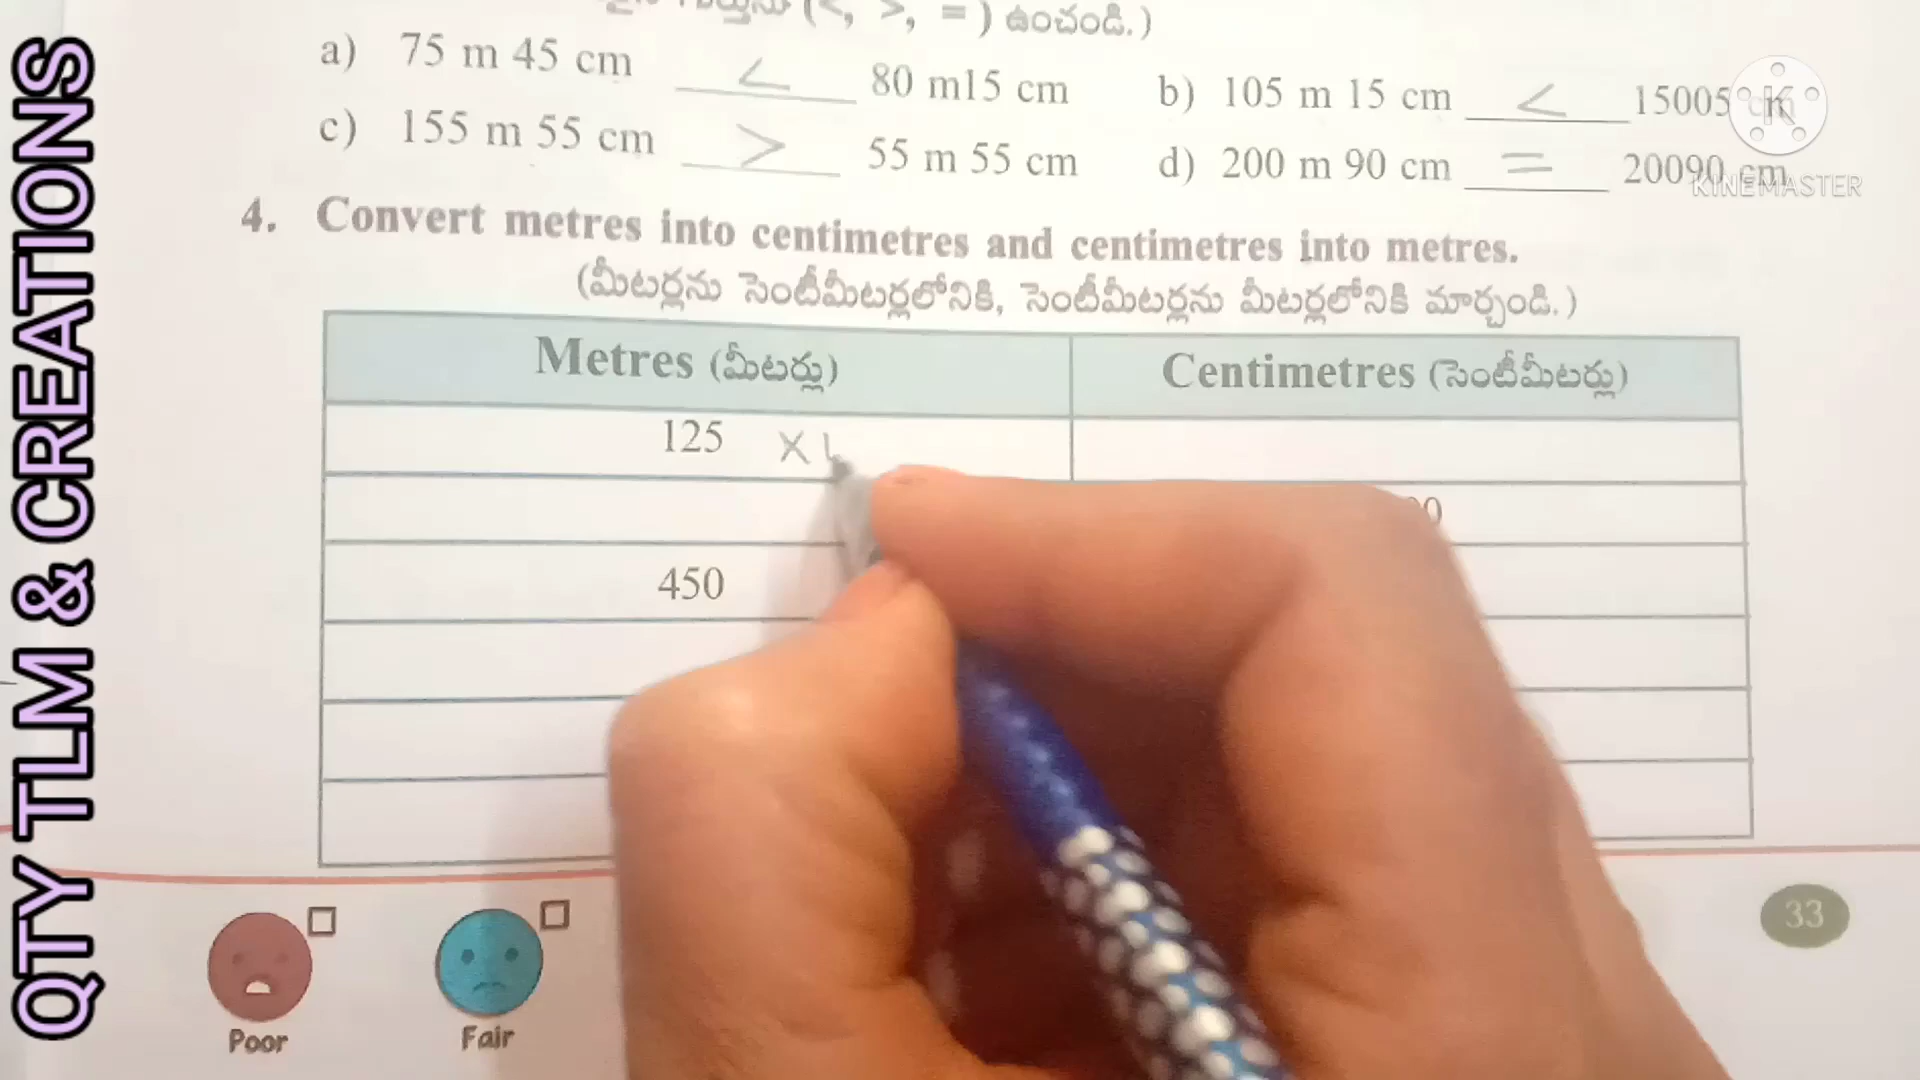 QTY TLM & CREATIONS
(<, >, =) ఉంచండి.)
a) 75 m 45 cm < 80 m15 cm b) 105 m 15 cm < 15005 cm
c) 155 m 55 cm > 55 m 55 cm d) 200 m 90 cm = 20090 cm
KINEMASTER
4. Convert metres into centimetres and centimetres into metres.
(మీటర్లను సెంటీమీటర్లలోనికి, సెంటీమీటర్లను మీటర్లలోనికి మార్చండి.)
Metres (మీటర్లు) Centimetres (సెంటీమీటర్లు)
125 X
450
33
Poor Fair